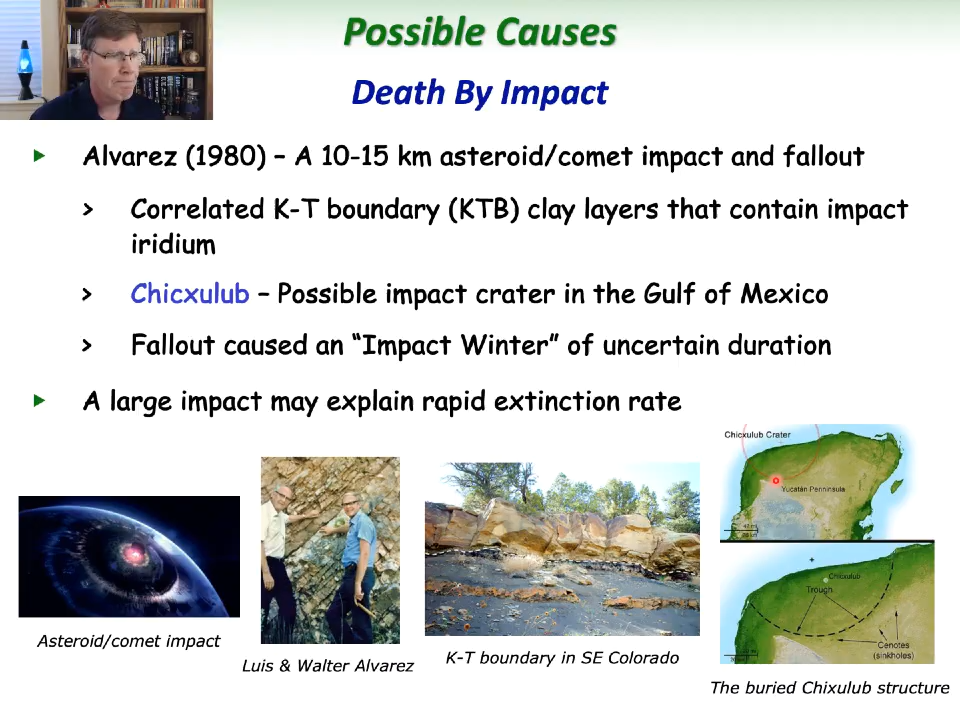 Possible Causes
Death By Impact
Alvarez (1980) – A 10-15 km asteroid/comet impact and fallout
> Correlated K-T boundary (KTB) clay layers that contain impact
iridium
> Chicxulub – Possible impact crater in the Gulf of Mexico
> Fallout caused an “Impact Winter” of uncertain duration
A large impact may explain rapid extinction rate
Chicxulub Crater
Yucatán Penninsula
Chicxulub
Trough
Cenotes
(sinkholes)
Asteroid/comet impact
Luis & Walter Alvarez
K-T boundary in SE Colorado
The buried Chixulub structure